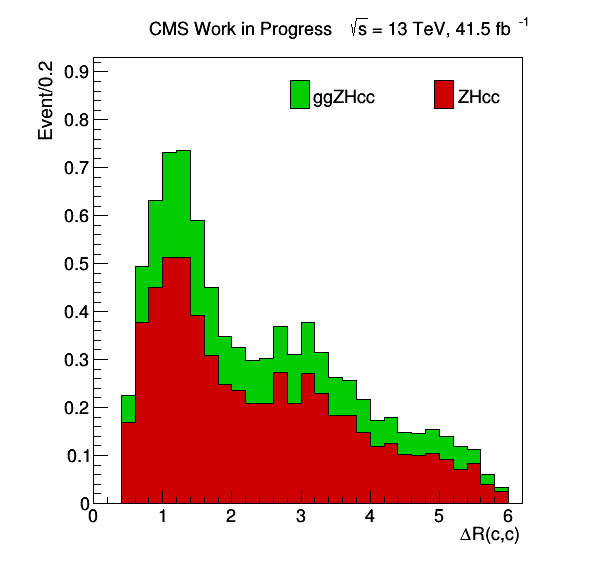 CMS Work in Progress √s = 13 TeV, 41.5 fb⁻¹
Event/0.2
ggZHcc ZHcc
0.9
0.8
0.7
0.6
0.5
0.4
0.3
0.2
0.1
0
0 1 2 3 4 5 6
ΔR(c,c)